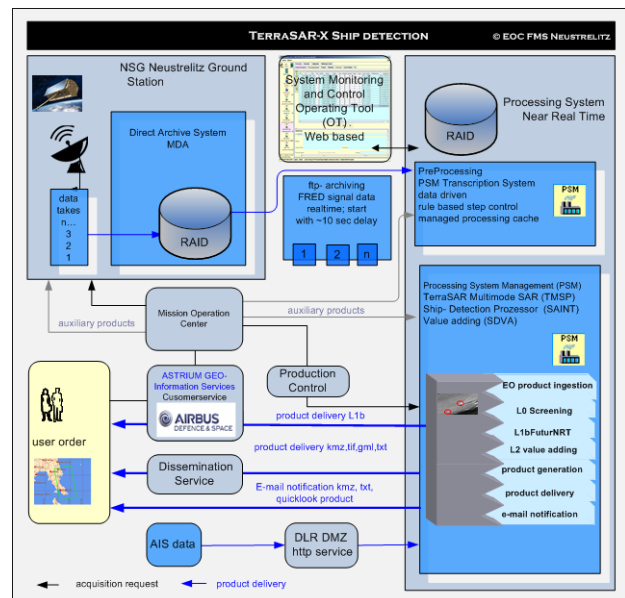 TERRASAR-X SHIP DETECTION
© EOC FMS NEUSTRELITZ
NSG Neustrelitz Ground
Station
Direct Archive System
MDA
RAID
data
takes
n...
3
2
1
System Monitoring
and Control
Operating Tool
(OT)
Web based
ftp- archiving
FRED signal data
realtime; start
with ~10 sec delay
1
2
n
Processing System
Near Real Time
RAID
PreProcessing
PSM Transcription System
data driven
rule based step control
managed processing cache
PSM
auxiliary products
Mission Operation
Center
auxiliary products
Production
Control
Processing System Management (PSM)
TerraSAR Multimode SAR (TMSP)
Ship- Detection Prozessor (SAINT)
Value adding (SDVA)
PSM
EO product ingestion
L0 Screening
L1bFuturNRT
L2 value adding
product generation
product delivery
e-mail notification
ASTRIUM GEO-
Information Services
Cusomerservice
AIRBUS
DEFENCE & SPACE
product delivery L1b
user order
product delivery kmz,tif,gml,txt
Dissemination
Service
E-mail notification kmz, txt,
quicklook product
AIS data
DLR DMZ
http service
acquisition request
product delivery